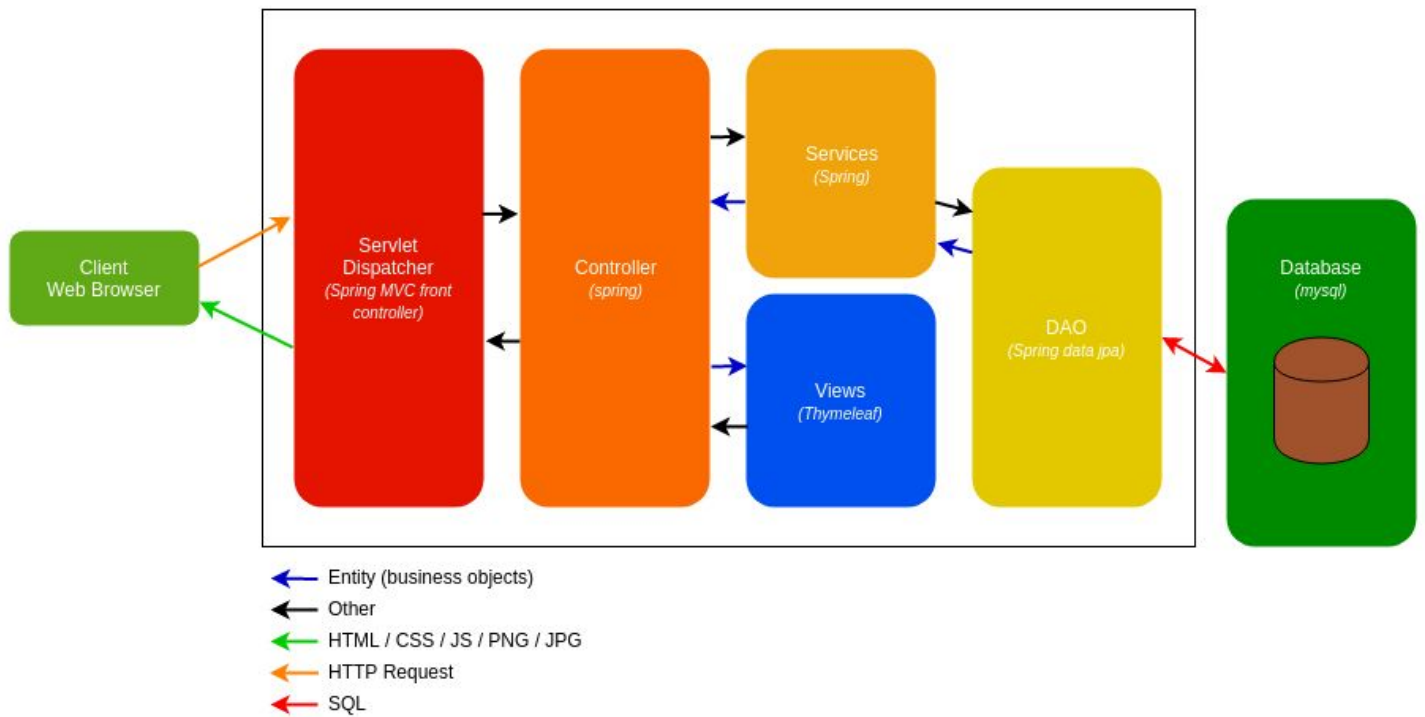 Client
Web Browser
Servlet
Dispatcher
(Spring MVC front
controller)
Controller
(spring)
Services
(Spring)
Views
(Thymeleaf)
DAO
(Spring data jpa)
Database
(mysql)
Entity (business objects)
Other
HTML / CSS / JS / PNG / JPG
HTTP Request
SQL